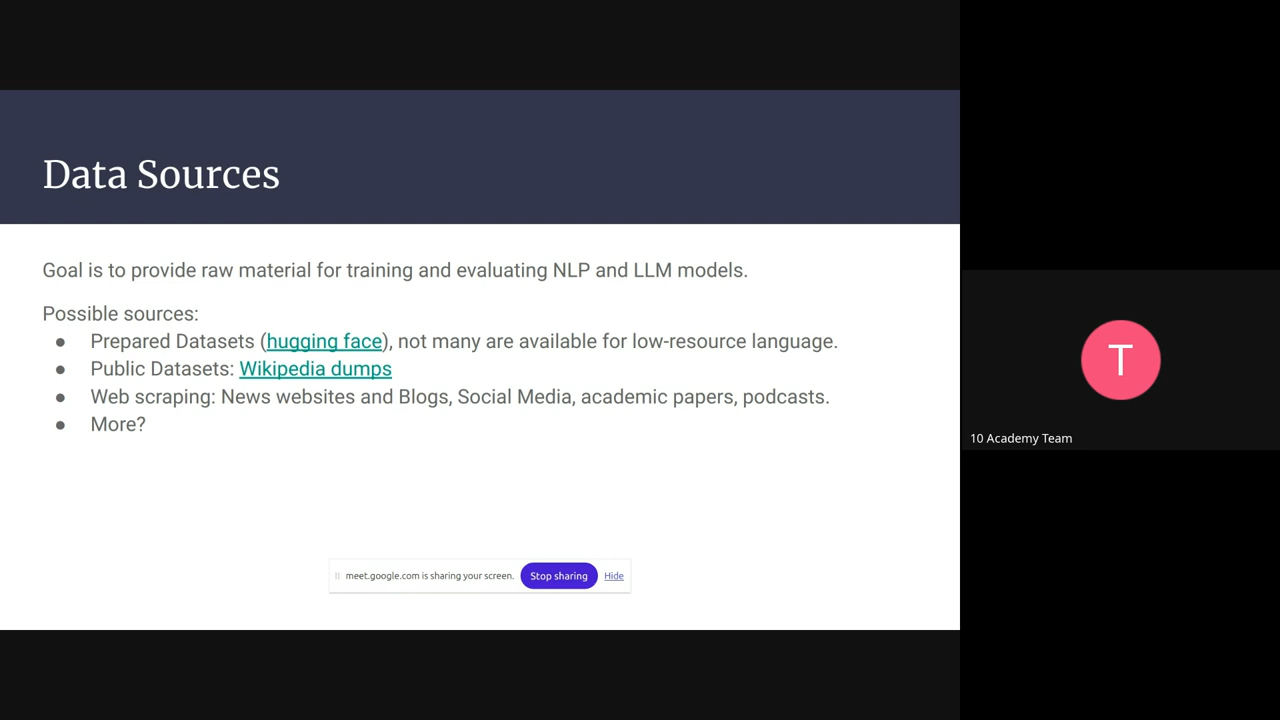 Data Sources
Goal is to provide raw material for training and evaluating NLP and LLM models.
Possible sources:
● Prepared Datasets (hugging face), not many are available for low-resource language.
● Public Datasets: Wikipedia dumps
● Web scraping: News websites and Blogs, Social Media, academic papers, podcasts.
● More?
meet.google.com is sharing your screen. Stop sharing Hide
T
10 Academy Team